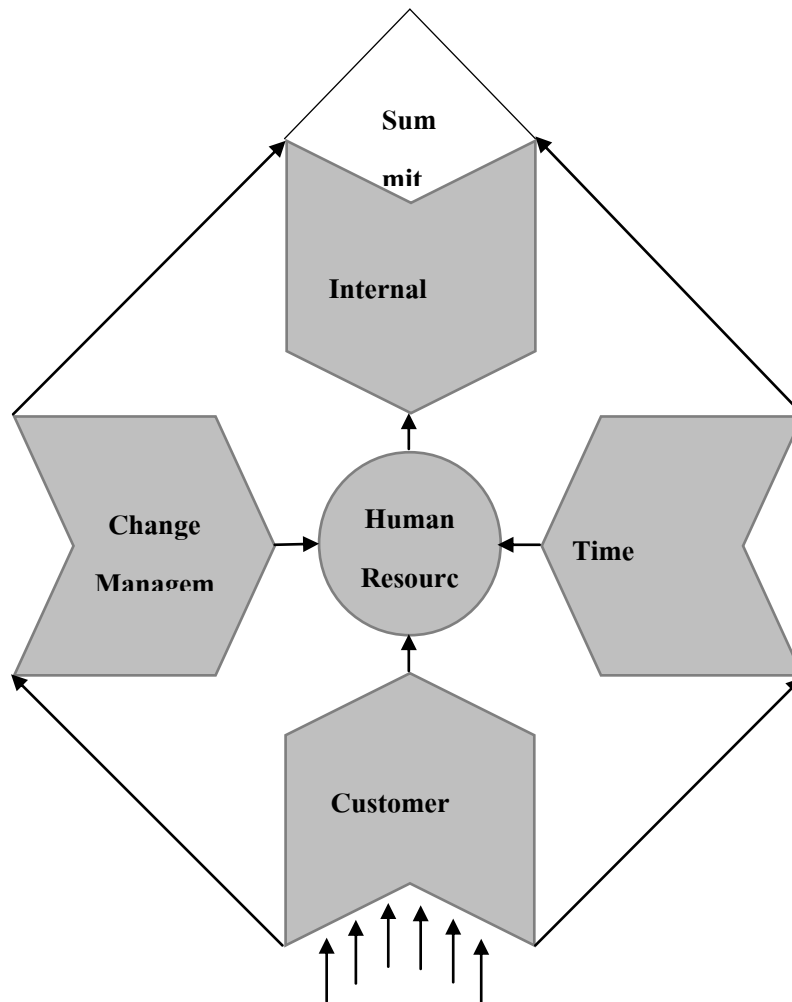 Sum
mit
Internal
Change
Managem
Human
Resourc
Time
Customer